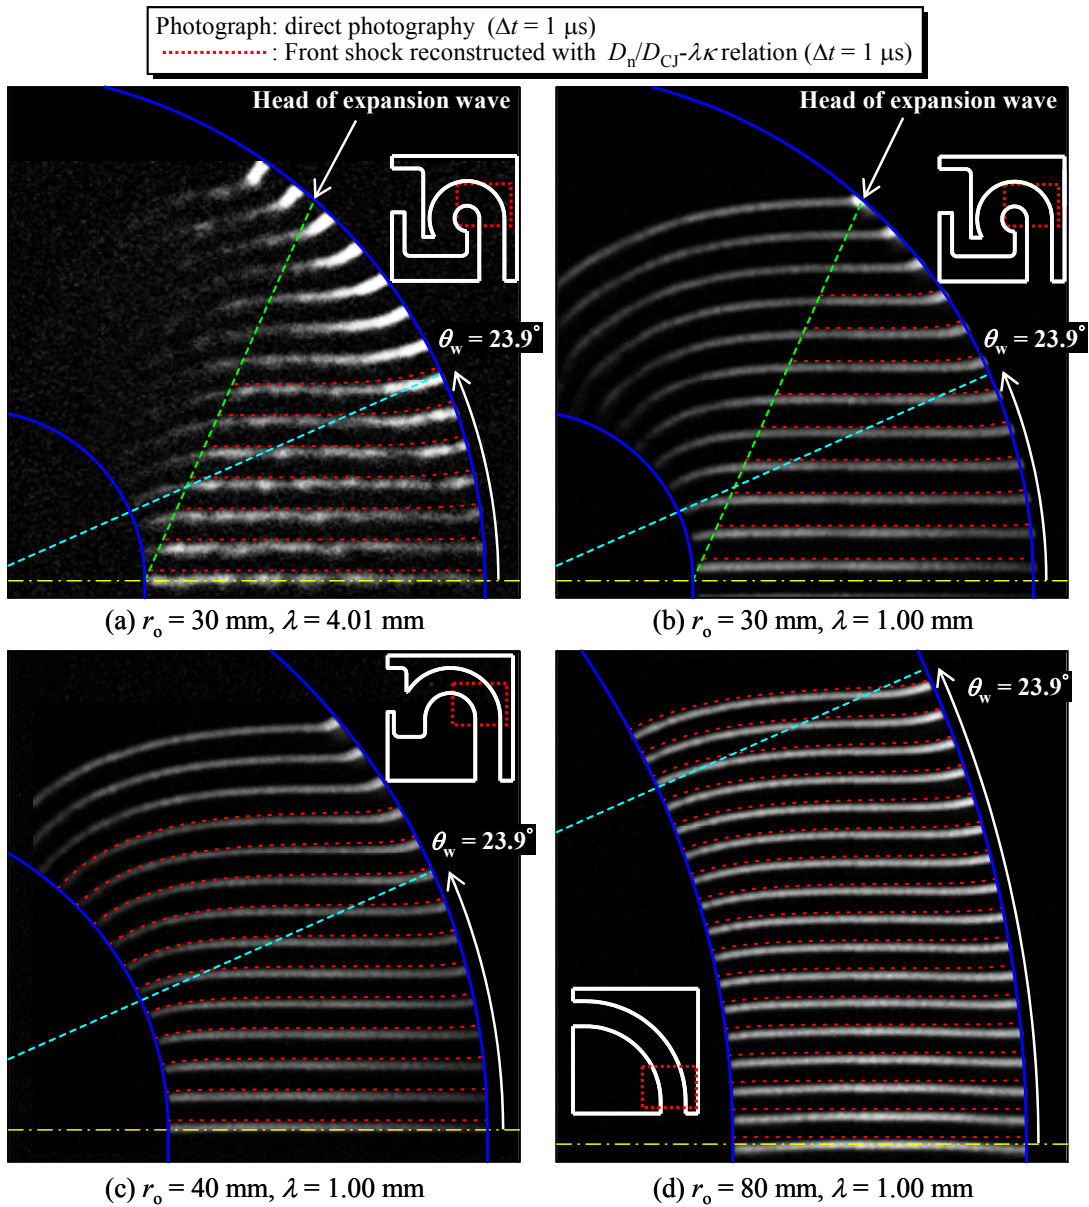 Photograph: direct photography (Δt = 1 μs)
: Front shock reconstructed with Dn/DCJ-λκ relation (Δt = 1 μs)
Head of expansion wave
Head of expansion wave
θw = 23.9°
θw = 23.9°
(a) ro = 30 mm, λ = 4.01 mm
(b) ro = 30 mm, λ = 1.00 mm
θw = 23.9°
θw = 23.9°
(c) ro = 40 mm, λ = 1.00 mm
(d) ro = 80 mm, λ = 1.00 mm